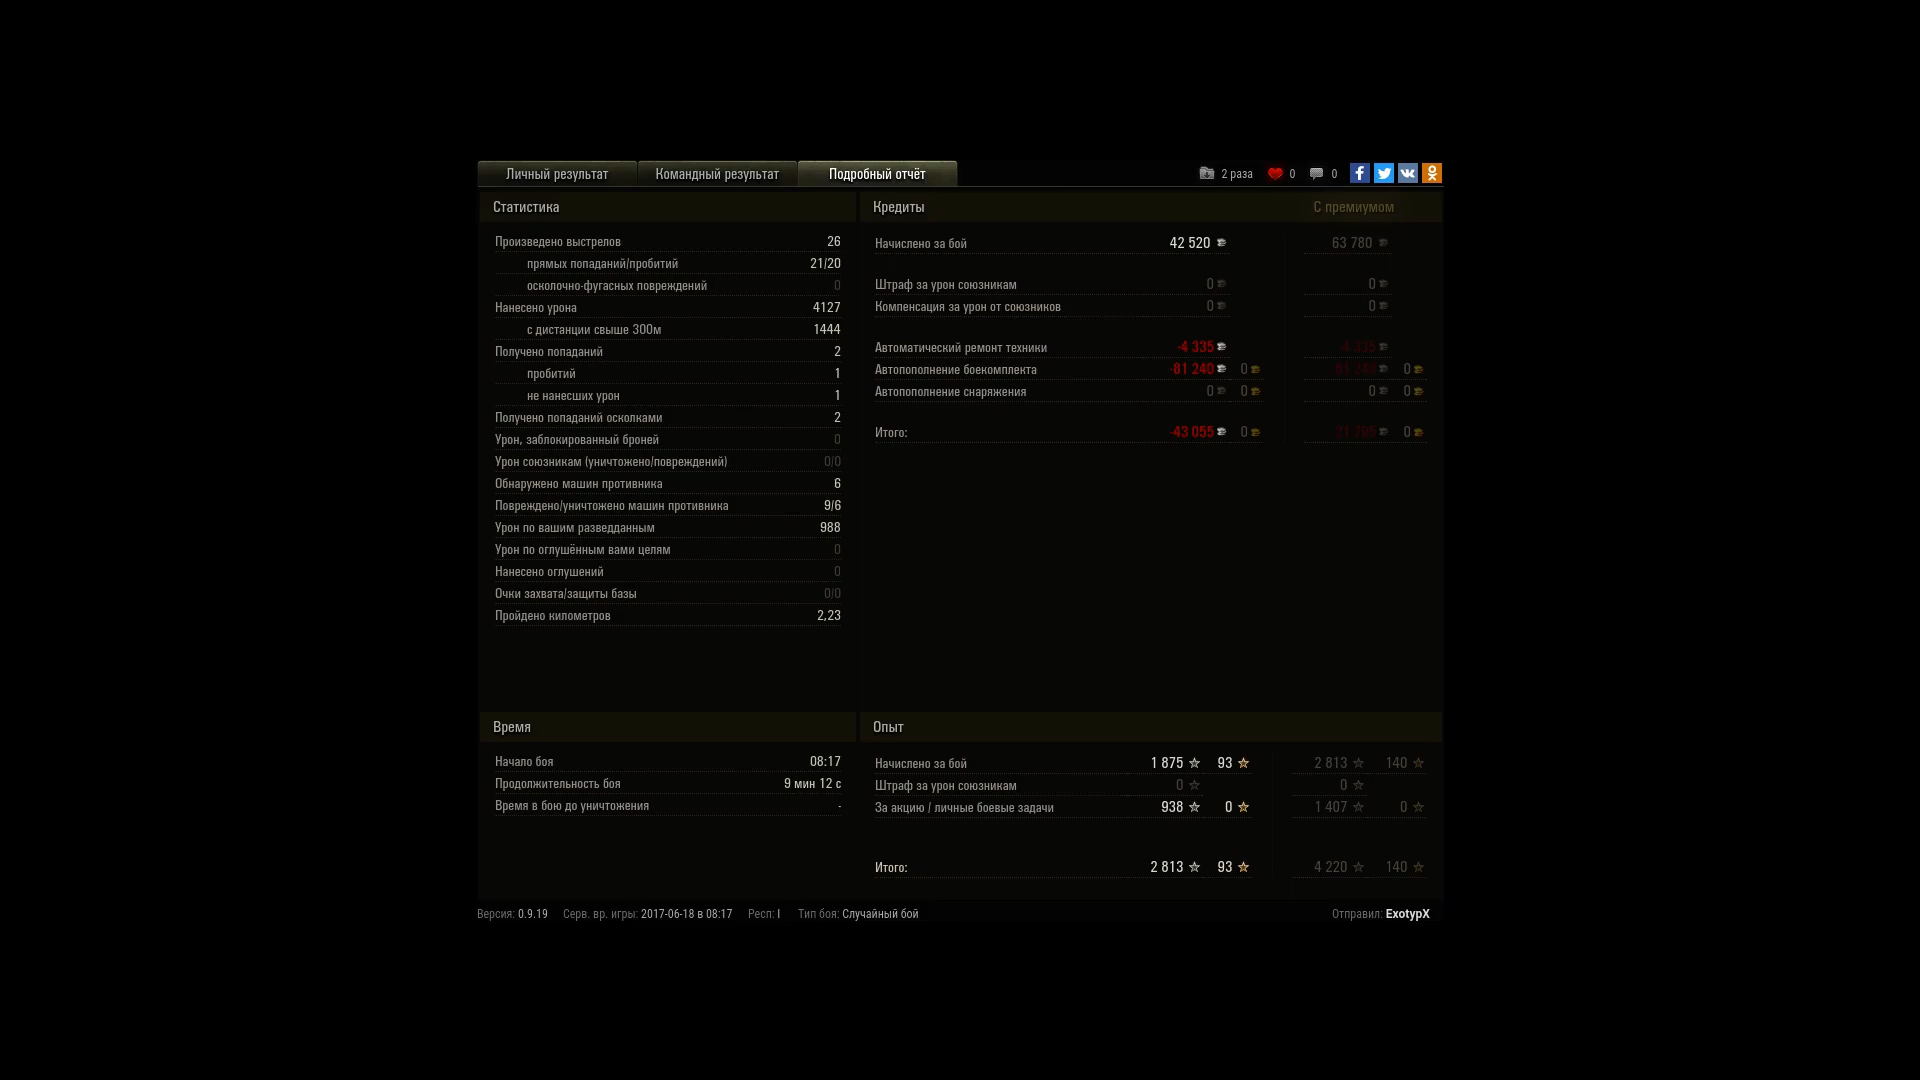 Личный результат Командный результат Подробный отчёт 2 раза 0 0
Статистика
Произведено выстрелов 26
прямых попаданий/пробитий 21/20
осколочно-фугасных повреждений 0
Нанесено урона 4127
с дистанции свыше 300м 1444
Получено попаданий 2
пробитий 1
не нанесших урон 1
Получено попаданий осколками 2
Урон, заблокированный броней 0
Урон союзникам (уничтожено/повреждений) 0/0
Обнаружено машин противника 6
Повреждено/уничтожено машин противника 9/6
Урон по вашим разведданным 988
Урон по оглушённым вами целям 0
Нанесено оглушений 0
Очки захвата/защиты базы 0/0
Пройдено километров 2,23
Кредиты С премиумом
Начислено за бой 42 520 63 780
Штраф за урон союзникам 0 0
Компенсация за урон от союзников 0 0
Автоматический ремонт техники -4 335 -4 335
Автопополнение боекомплекта -81 240 0 -81 240 0
Автопополнение снаряжения 0 0 0 0
Итого: -43 055 0 -21 795 0
Время
Начало боя 08:17
Продолжительность боя 9 мин 12 с
Время в бою до уничтожения -
Опыт
Начислено за бой 1 875 93 2 813 140
Штраф за урон союзникам 0 0
За акцию / личные боевые задачи 938 0 1 407 0
Итого: 2 813 93 4 220 140
Версия: 0.9.19 Серв. вр. игры: 2017-06-18 в 08:17 Респ: I Тип боя: Случайный бой Отправил: ExotypX